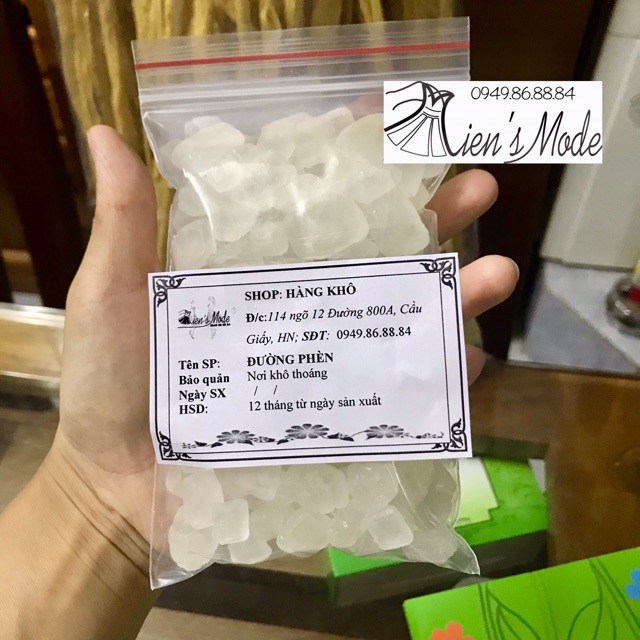 0949.86.88.84
Lien's Mode
SHOP: HÀNG KHÔ
Lien's Mode
Đ/c:114 ngõ 12 Đường 800A, Cầu
Giấy, HN; SĐT: 0949.86.88.84
Tên SP: ĐƯỜNG PHÈN
Bảo quản Nơi khô thoáng
Ngày SX / /
HSD: 12 tháng từ ngày sản xuất